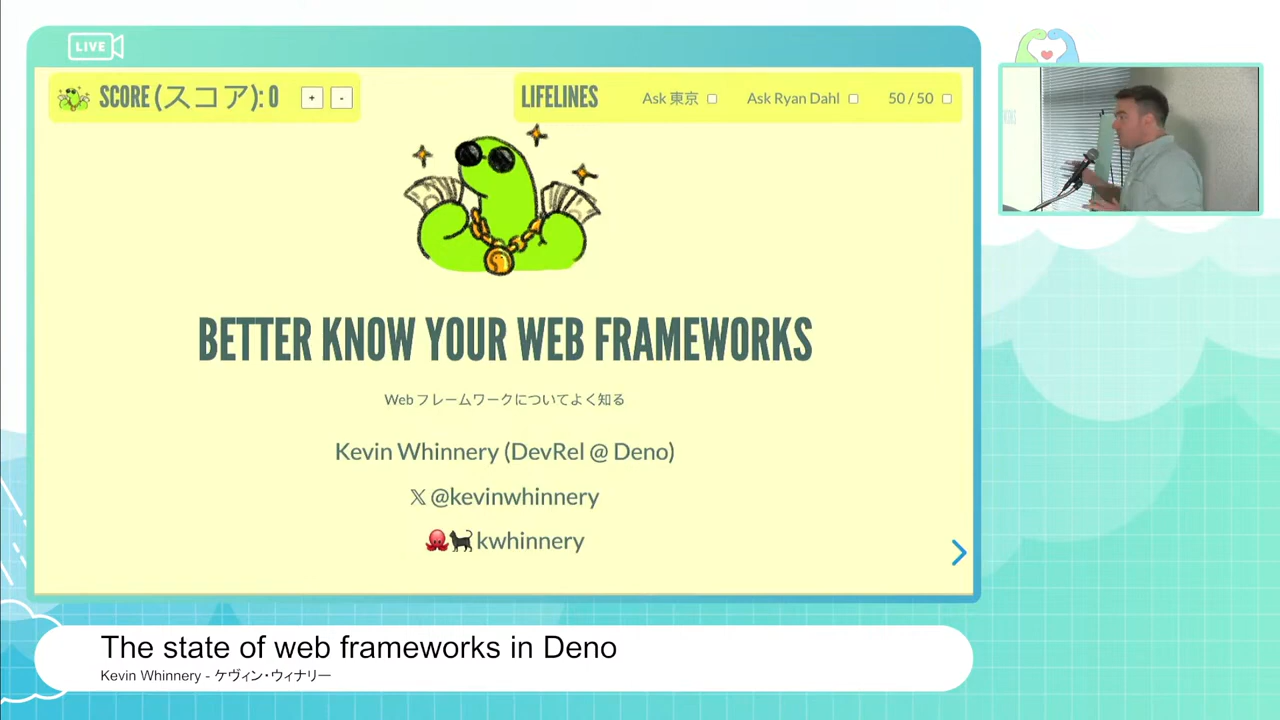 LIVE
SCORE (スコア): 0 + -
LIFELINES Ask 東京 Ask Ryan Dahl 50 / 50
BETTER KNOW YOUR WEB FRAMEWORKS
Web フレームワークについてよく知る
Kevin Whinnery (DevRel @ Deno)
𝕏 @kevinwhinnery
🐙🐈‍⬛ kwhinnery
The state of web frameworks in Deno
Kevin Whinnery - ケヴィン・ウィナリー